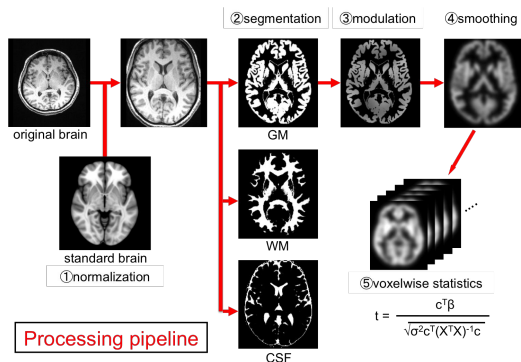 ②segmentation
③modulation
④smoothing
original brain
GM
standard brain
①normalization
WM
....
⑤voxelwise statistics
t = cᵀβ / √σ²cᵀ(XᵀX)⁻¹c
Processing pipeline
CSF